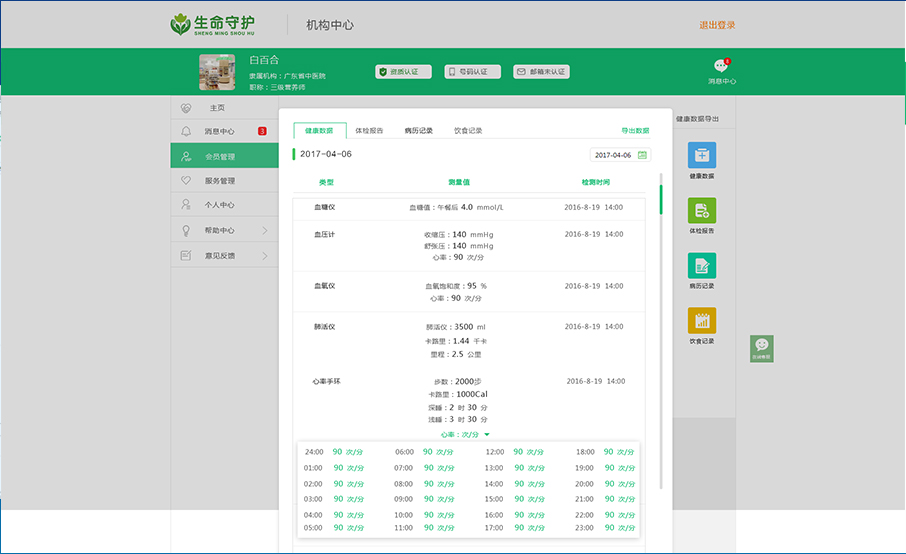 生命守护
SHENG MING SHOU HU
机构中心
退出登录
白百合
隶属机构：广东省中医院
职称：三级营养师
资质认证
号码认证
邮箱未认证
消息中心
主页
消息中心 3
会员管理
服务管理
个人中心
帮助中心
意见反馈
健康数据 体检报告 病历记录 饮食记录 导出数据
2017-04-06 2017-04-06
类型 测量值 检测时间
血糖仪 血糖值：午餐后 4.0 mmol/L 2016-8-19 14:00
血压计 收缩压：140 mmHg 2016-8-19 14:00
舒张压：140 mmHg
心率：90 次/分
血氧仪 血氧饱和度：95 % 2016-8-19 14:00
心率：90 次/分
肺活仪 肺活仪：3500 ml 2016-8-19 14:00
卡路里：1.44 千卡
里程：2.5 公里
心率手环 步数：2000步 2016-8-19 14:00
卡路里：1000Cal
深睡：2 时 30 分
浅睡：3 时 30 分
心率：次/分
24:00 90 次/分 06:00 90 次/分 12:00 90 次/分 18:00 90 次/分
01:00 90 次/分 07:00 90 次/分 13:00 90 次/分 19:00 90 次/分
02:00 90 次/分 08:00 90 次/分 14:00 90 次/分 20:00 90 次/分
03:00 90 次/分 09:00 90 次/分 15:00 90 次/分 21:00 90 次/分
04:00 90 次/分 10:00 90 次/分 16:00 90 次/分 22:00 90 次/分
05:00 90 次/分 11:00 90 次/分 17:00 90 次/分 23:00 90 次/分
健康数据导出
健康数据
体检报告
病历记录
饮食记录